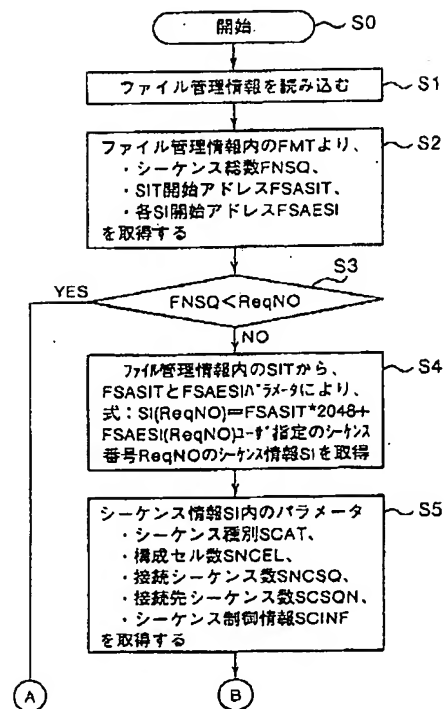 開始
S0
ファイル管理情報を読み込む
S1
ファイル管理情報内のFMTより、
・シーケンス総数FNSQ、
・SIT開始アドレスFSASIT、
・各SI開始アドレスFSAESI
を取得する
S2
S3
FNSQ<ReqNO
YES
NO
ファイル管理情報内のSITから、
FSASITとFSAESIパラメータにより、
式：SI(ReqNO)=FSASIT*2048+
FSAESI(ReqNO)ユーザ指定のシーケンス
番号ReqNOのシーケンス情報SIを取得
S4
シーケンス情報SI内のパラメータ
・シーケンス種別SCAT、
・構成セル数SNCEL、
・接続シーケンス数SNCSQ、
・接続先シーケンス数SCSQN、
・シーケンス制御情報SCINF
を取得する
S5
A
B